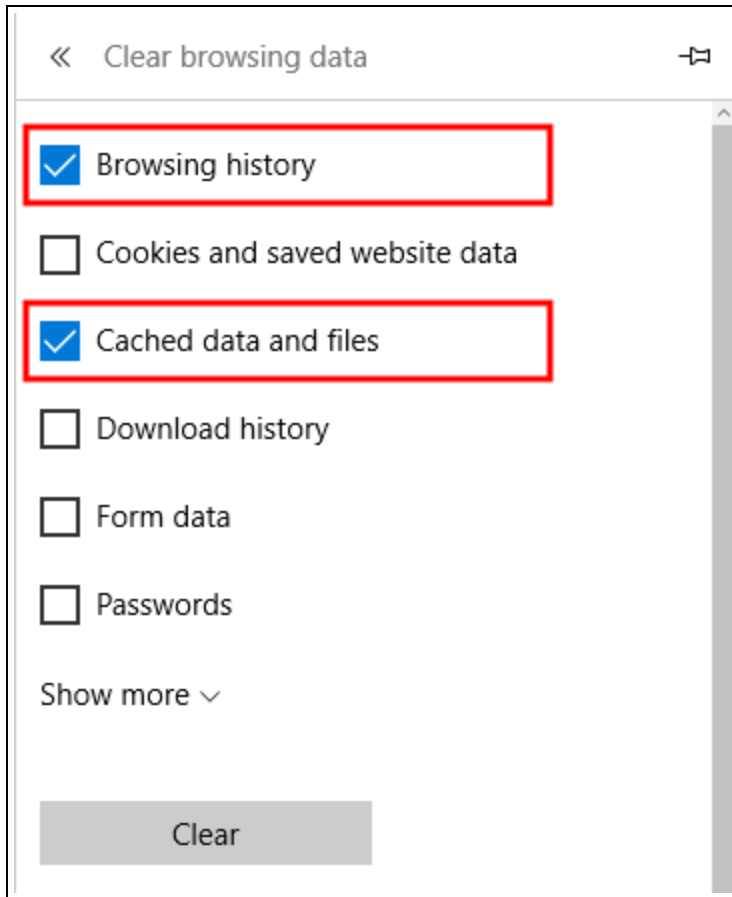 Clear browsing data
Browsing history
Cookies and saved website data
Cached data and files
Download history
Form data
Passwords
Show more
Clear